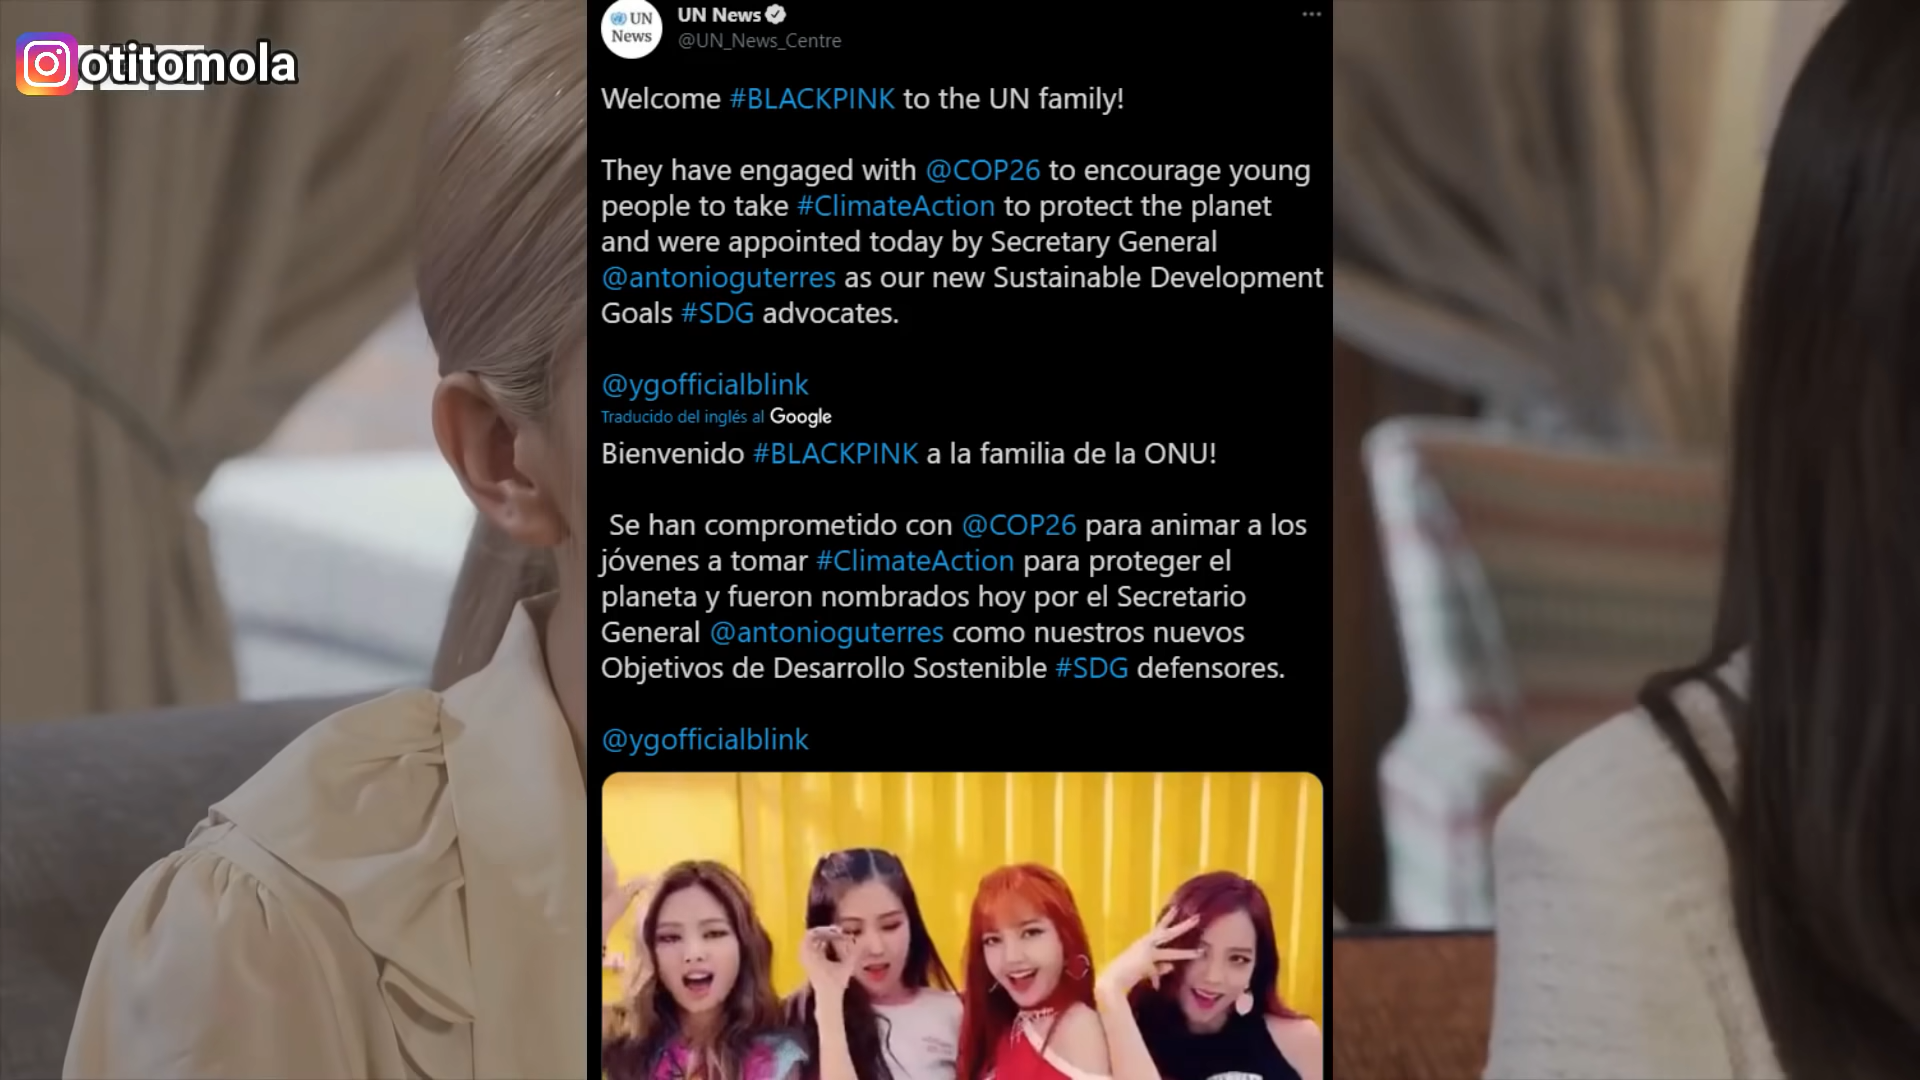 otitomola
UN
News
UN News
@UN_News_Centre
Welcome #BLACKPINK to the UN family!
They have engaged with @COP26 to encourage young
people to take #ClimateAction to protect the planet
and were appointed today by Secretary General
@antonioguterres as our new Sustainable Development
Goals #SDG advocates.
@ygofficialblink
Traducido del inglés al Google
Bienvenido #BLACKPINK a la familia de la ONU!
Se han comprometido con @COP26 para animar a los
jóvenes a tomar #ClimateAction para proteger el
planeta y fueron nombrados hoy por el Secretario
General @antonioguterres como nuestros nuevos
Objetivos de Desarrollo Sostenible #SDG defensores.
@ygofficialblink